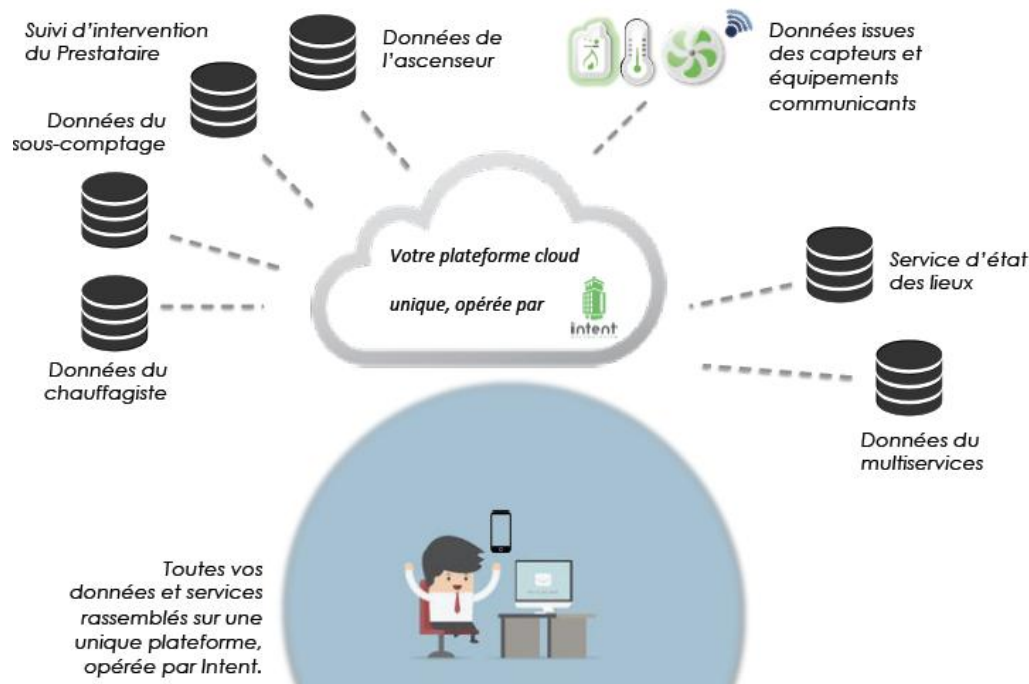 Suivi d'intervention
du Prestataire
Données de
l'ascenseur
Données issues
des capteurs et
équipements
communicants
Données du
sous-comptage
Votre plateforme cloud
unique, opérée par
intent
Service d'état
des lieux
Données du
chauffagiste
Données du
multiservices
Toutes vos
données et services
rassemblés sur une
unique plateforme,
opérée par Intent.